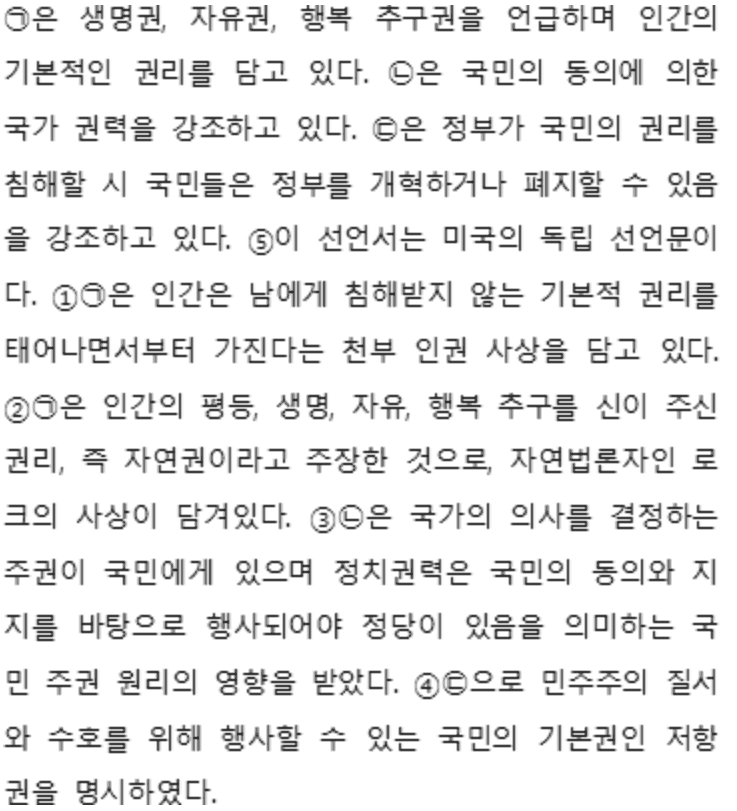 ㉠은 생명권, 자유권, 행복 추구권을 언급하며 인간의
기본적인 권리를 담고 있다. ㉡은 국민의 동의에 의한
국가 권력을 강조하고 있다. ㉢은 정부가 국민의 권리를
침해할 시 국민들은 정부를 개혁하거나 폐지할 수 있음
을 강조하고 있다. ⑤이 선언서는 미국의 독립 선언문이
다. ①㉠은 인간은 남에게 침해받지 않는 기본적 권리를
태어나면서부터 가진다는 천부 인권 사상을 담고 있다.
②㉠은 인간의 평등, 생명, 자유, 행복 추구를 신이 주신
권리, 즉 자연권이라고 주장한 것으로, 자연법론자인 로
크의 사상이 담겨있다. ③㉡은 국가의 의사를 결정하는
주권이 국민에게 있으며 정치권력은 국민의 동의와 지
지를 바탕으로 행사되어야 정당이 있음을 의미하는 국
민 주권 원리의 영향을 받았다. ④㉢으로 민주주의 질서
와 수호를 위해 행사할 수 있는 국민의 기본권인 저항
권을 명시하였다.